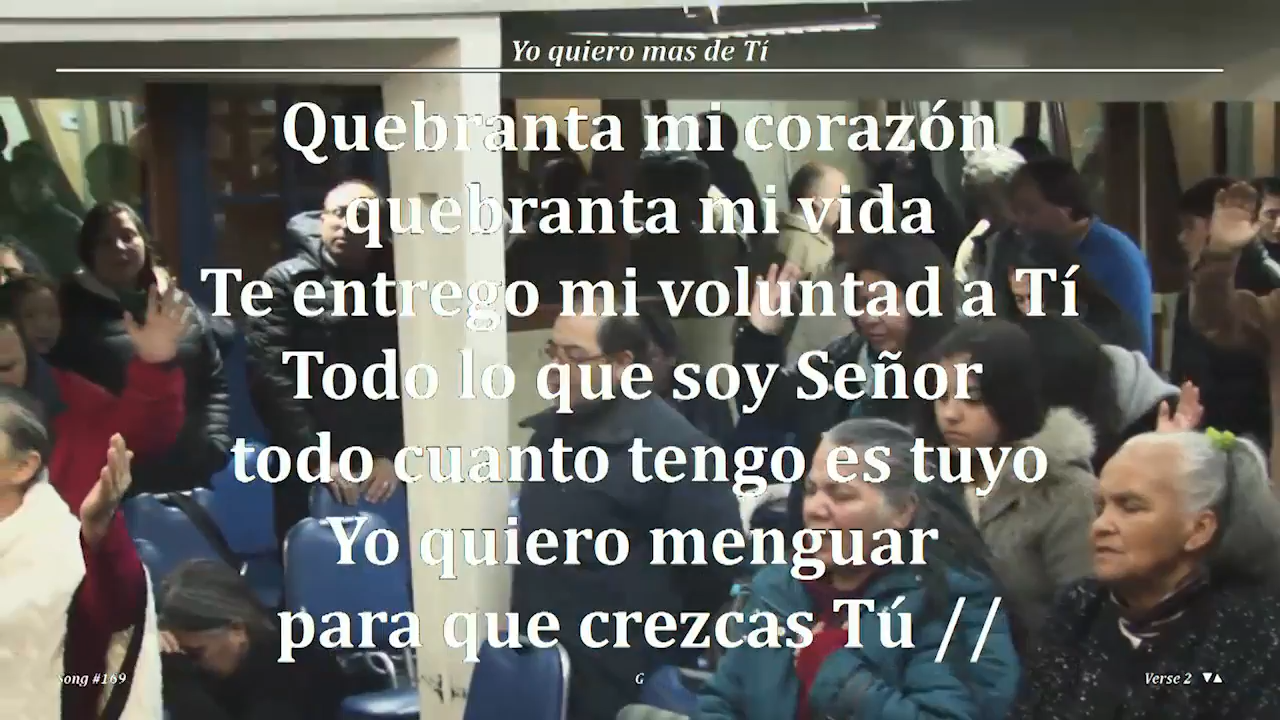 Yo quiero mas de Tí
Quebranta mi corazón
quebranta mi vida
Te entrego mi voluntad a Tí
Todo lo que soy Señor
todo cuanto tengo es tuyo
Yo quiero menguar
para que crezcas Tú //
Song #169
G
Verse 2 ▼▲